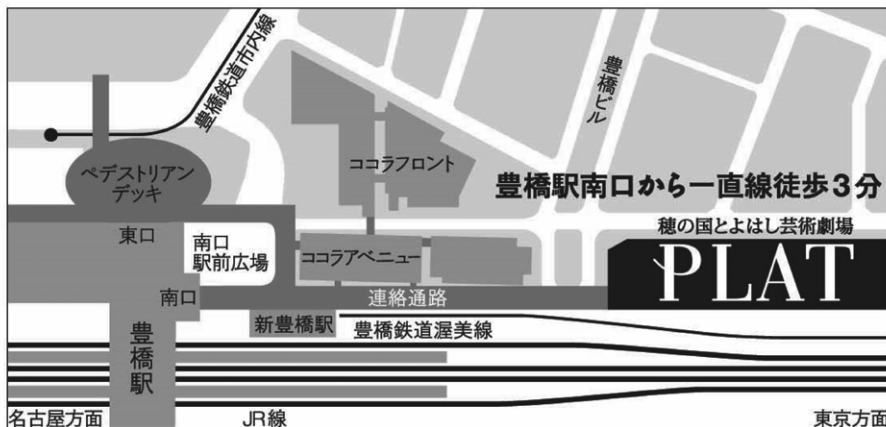 豊橋鉄道市内線
豊橋ビル
ペデストリアン
デッキ
ココラフロント
豊橋駅南口から一直線徒歩3分
穂の国とよはし芸術劇場
PLAT
東口
南口
駅前広場
ココラアベニュー
南口
連絡通路
新豊橋駅
豊橋鉄道渥美線
豊橋駅
名古屋方面
JR線
東京方面